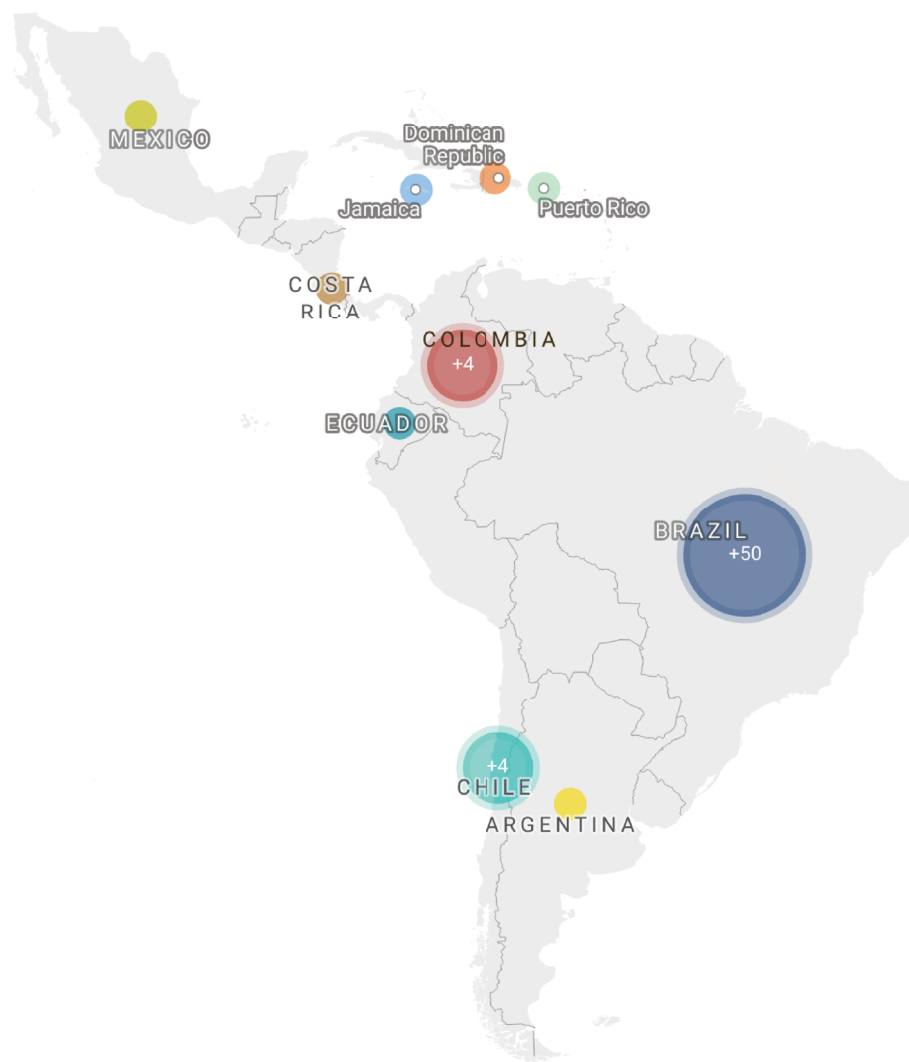 MEXICO
Dominican
Republic
Jamaica
Puerto Rico
COSTA
RICA
COLOMBIA
+4
ECUADOR
BRAZIL
+50
+4
CHILE
ARGENTINA